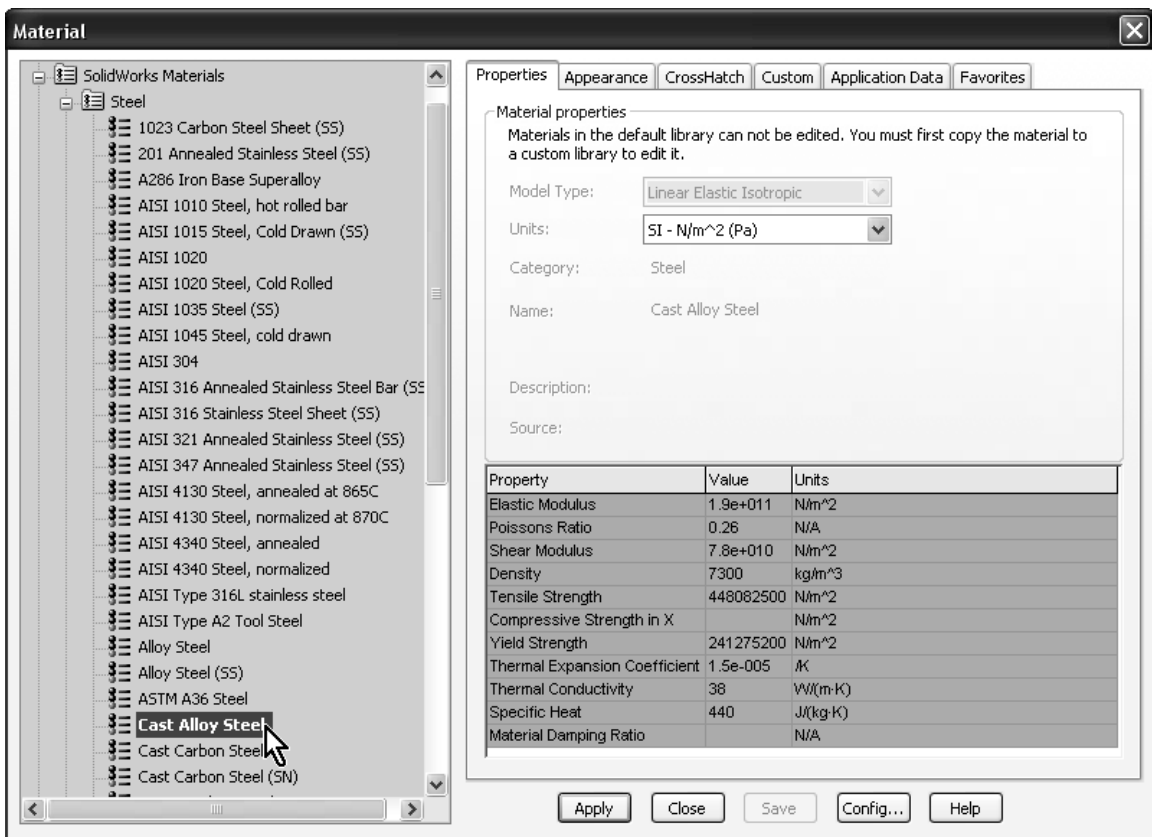 Material
SolidWorks Materials
Steel
1023 Carbon Steel Sheet (SS)
201 Annealed Stainless Steel (SS)
A286 Iron Base Superalloy
AISI 1010 Steel, hot rolled bar
AISI 1015 Steel, Cold Drawn (SS)
AISI 1020
AISI 1020 Steel, Cold Rolled
AISI 1035 Steel (SS)
AISI 1045 Steel, cold drawn
AISI 304
AISI 316 Annealed Stainless Steel Bar (SS
AISI 316 Stainless Steel Sheet (SS)
AISI 321 Annealed Stainless Steel (SS)
AISI 347 Annealed Stainless Steel (SS)
AISI 4130 Steel, annealed at 865C
AISI 4130 Steel, normalized at 870C
AISI 4340 Steel, annealed
AISI 4340 Steel, normalized
AISI Type 316L stainless steel
AISI Type A2 Tool Steel
Alloy Steel
Alloy Steel (SS)
ASTM A36 Steel
Cast Alloy Steel
Cast Carbon Steel
Cast Carbon Steel (SN)
Properties Appearance CrossHatch Custom Application Data Favorites
Material properties
Materials in the default library can not be edited. You must first copy the material to
a custom library to edit it.
Model Type: Linear Elastic Isotropic
Units: SI - N/m^2 (Pa)
Category: Steel
Name: Cast Alloy Steel
Description:
Source:
Property Value Units
Elastic Modulus 1.9e+011 N/m^2
Poissons Ratio 0.26 N/A
Shear Modulus 7.8e+010 N/m^2
Density 7300 kg/m^3
Tensile Strength 448082500 N/m^2
Compressive Strength in X N/m^2
Yield Strength 241275200 N/m^2
Thermal Expansion Coefficient 1.5e-005 /K
Thermal Conductivity 38 W/(m·K)
Specific Heat 440 J/(kg·K)
Material Damping Ratio N/A
Apply Close Save Config... Help